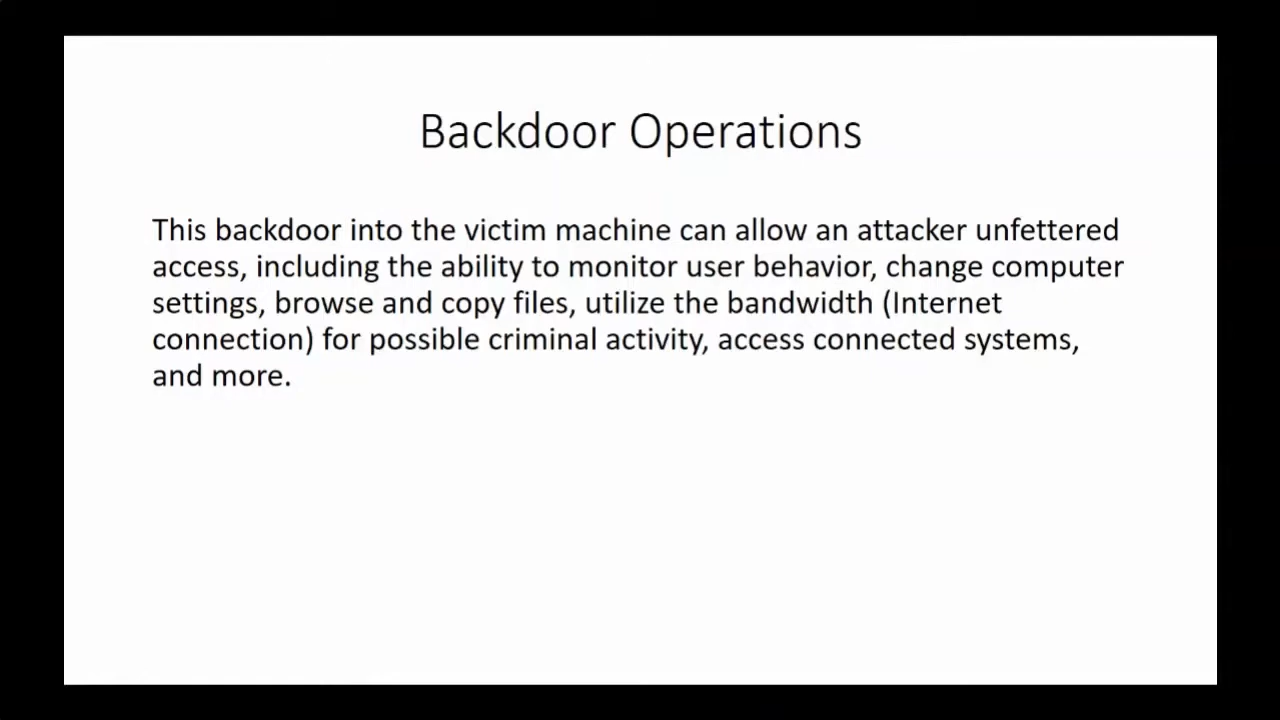 Backdoor Operations
This backdoor into the victim machine can allow an attacker unfettered
access, including the ability to monitor user behavior, change computer
settings, browse and copy files, utilize the bandwidth (Internet
connection) for possible criminal activity, access connected systems,
and more.